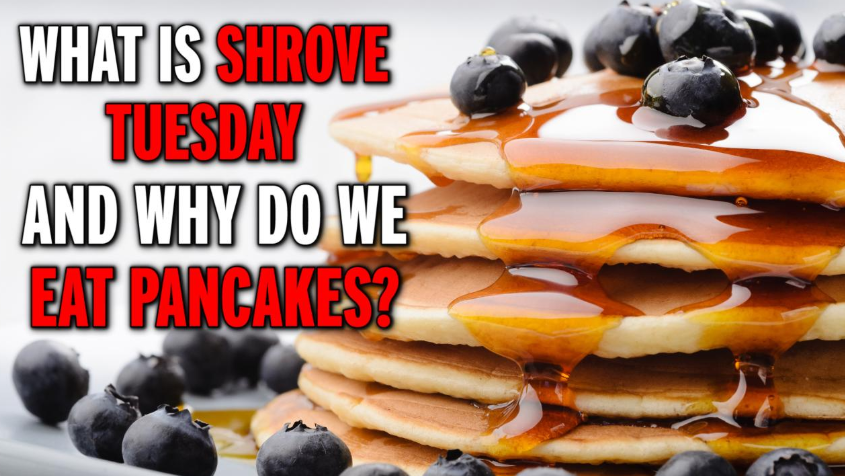 WHAT IS SHROVE
TUESDAY
AND WHY DO WE
EAT PANCAKES?